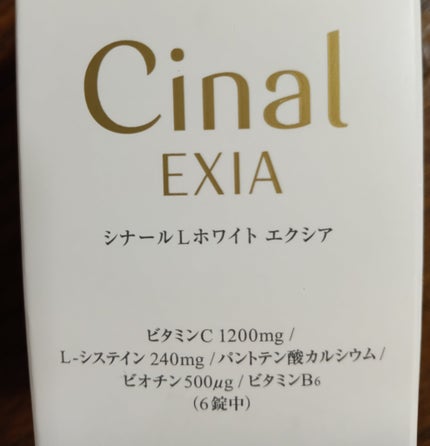 Cinal
EXIA
シナールLホワイト エクシア
ビタミンC 1200mg /
L-システイン 240mg / パントテン酸カルシウム /
ビオチン500μg / ビタミンB6
(6錠中)